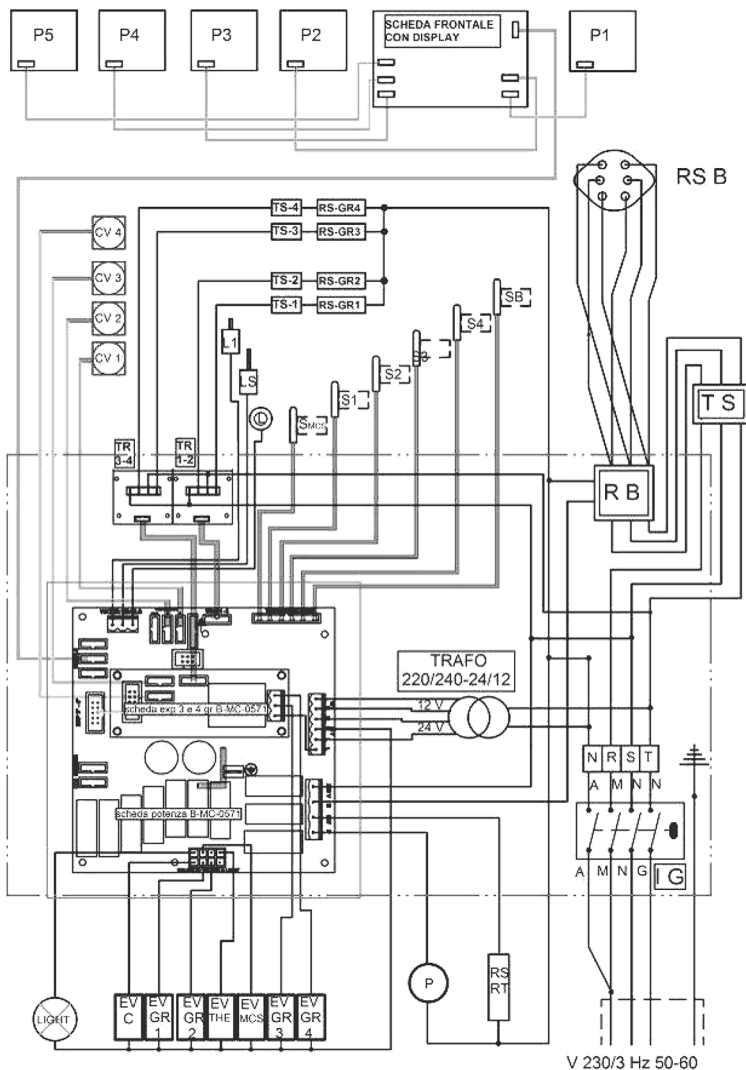 P5
P4
P3
P2
SCHEDA FRONTALE
CON DISPLAY
P1
RS B
CV 4
CV 3
CV 2
CV 1
TS-4
RS-GR4
TS-3
RS-GR3
TS-2
RS-GR2
TS-1
RS-GR1
L1
LS
L
SMCS
S1
S2
S3
S4
SB
TR
3-4
TR
1-2
T S
R B
TRAFO
220/240-24/12
12 V
24 V
scheda exp 3 e 4 gr B-MC-0571
scheda potenza B-MC-0571
N R S T
A M N N
A M N G
I G
LIGHT
EV
C
EV
GR
1
EV
GR
2
EV
THE
EV
MCS
EV
GR
3
EV
GR
4
P
RS
RT
V 230/3 Hz 50-60